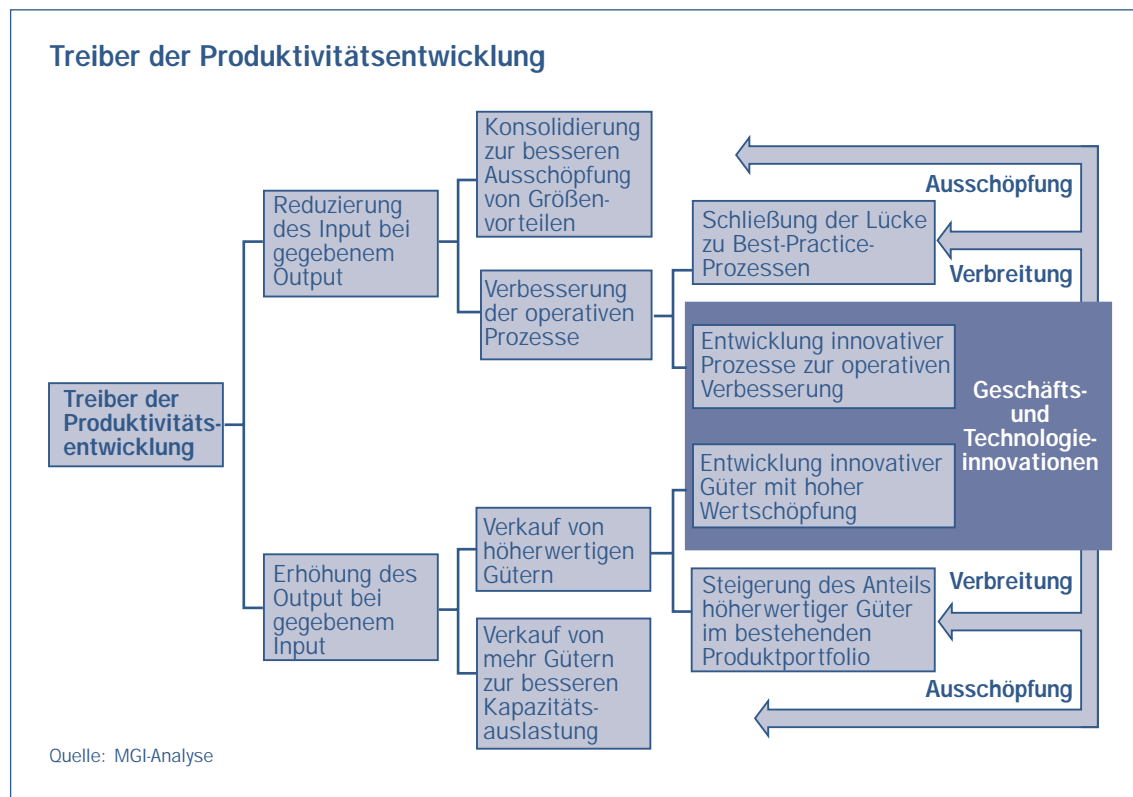 Treiber der Produktivitätsentwicklung
Konsolidierung
zur besseren
Ausschöpfung
von Größen-
vorteilen
Ausschöpfung
Reduzierung
des Input bei
gegebenem
Output
Schließung der Lücke
zu Best-Practice-
Prozessen
Verbreitung
Verbesserung
der operativen
Prozesse
Entwicklung innovativer
Prozesse zur operativen
Verbesserung
Treiber der
Produktivitäts-
entwicklung
Geschäfts-
und
Technologie-
innovationen
Entwicklung innovativer
Güter mit hoher
Wertschöpfung
Verkauf von
höherwertigen
Gütern
Erhöhung des
Output bei
gegebenem
Input
Verbreitung
Steigerung des Anteils
höherwertiger Güter
im bestehenden
Produktportfolio
Verkauf von
mehr Gütern
zur besseren
Kapazitäts-
auslastung
Ausschöpfung
Quelle: MGI-Analyse